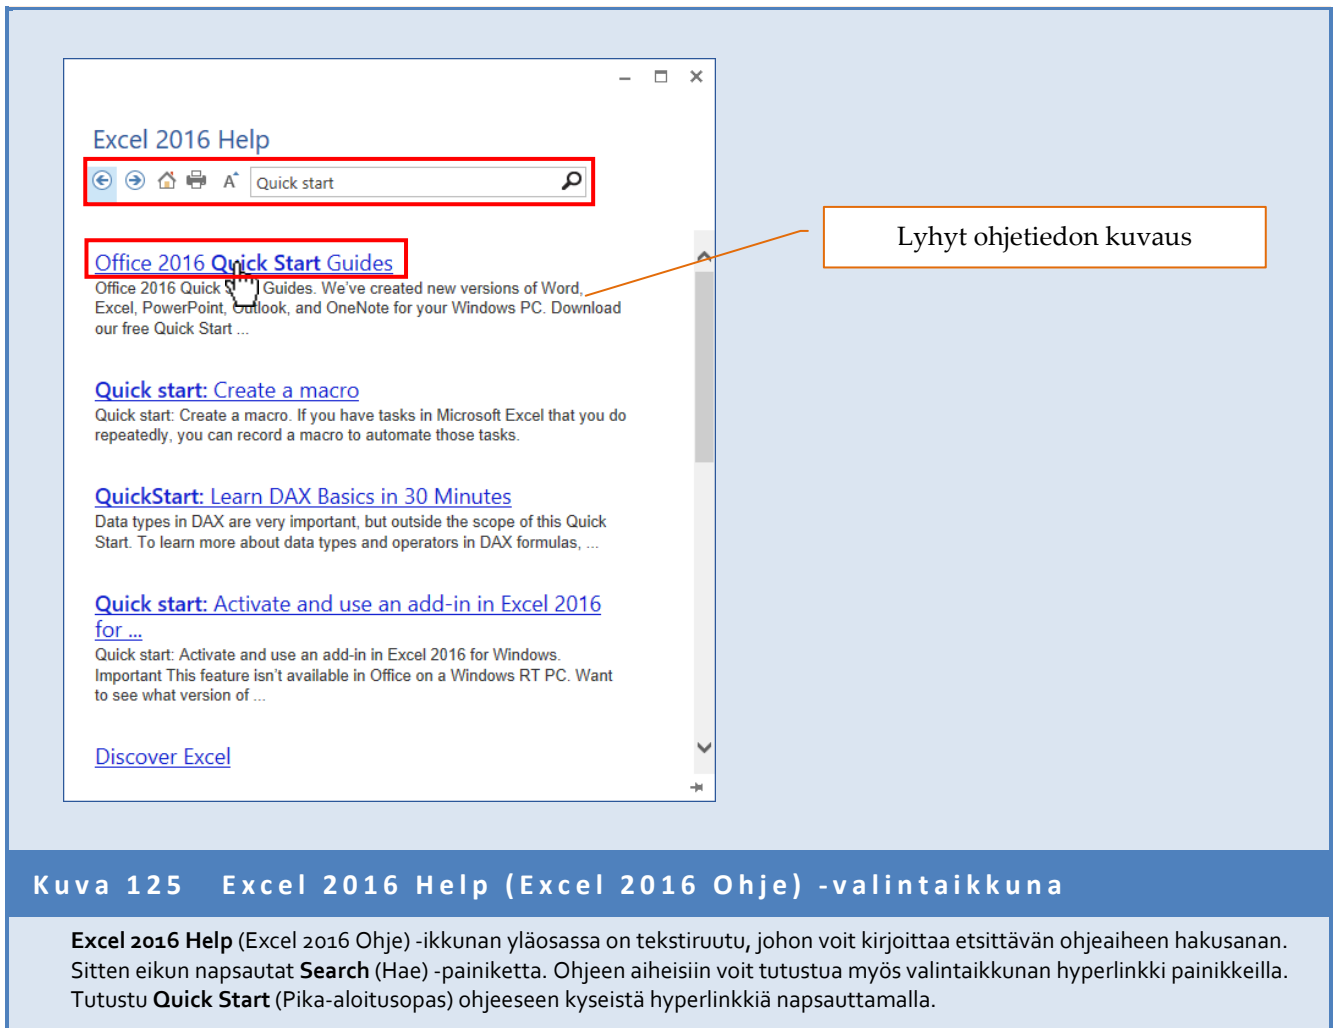 Excel 2016 Help
Quick start
Office 2016 Quick Start Guides
Office 2016 Quick S Guides. We've created new versions of Word,
Excel, PowerPoint, Outlook, and OneNote for your Windows PC. Download
our free Quick Start ...
Lyhyt ohjetiedon kuvaus
Quick start: Create a macro
Quick start: Create a macro. If you have tasks in Microsoft Excel that you do
repeatedly, you can record a macro to automate those tasks.
QuickStart: Learn DAX Basics in 30 Minutes
Data types in DAX are very important, but outside the scope of this Quick
Start. To learn more about data types and operators in DAX formulas, ...
Quick start: Activate and use an add-in in Excel 2016
for ...
Quick start: Activate and use an add-in in Excel 2016 for Windows.
Important This feature isn't available in Office on a Windows RT PC. Want
to see what version of ...
Discover Excel
Kuva 125 Excel 2016 Help (Excel 2016 Ohje) -valintaikkuna
Excel 2016 Help (Excel 2016 Ohje) -ikkunan yläosassa on tekstiruutu, johon voit kirjoittaa etsittävän ohjeaiheen hakusanan.
Sitten eikun napsautat Search (Hae) -painiketta. Ohjeen aiheisiin voit tutustua myös valintaikkunan hyperlinkki painikkeilla.
Tutustu Quick Start (Pika-aloitusopas) ohjeeseen kyseistä hyperlinkkiä napsauttamalla.